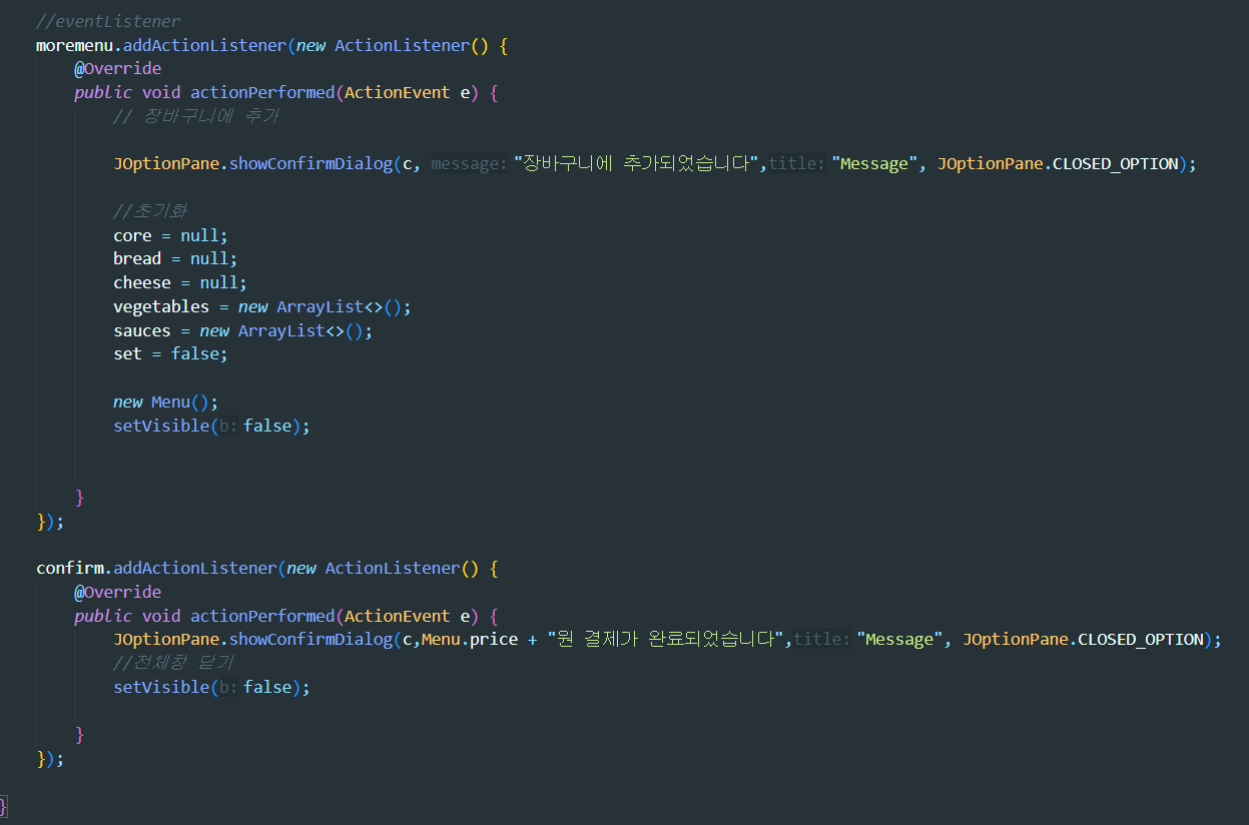 //eventListener
moremenu.addActionListener(new ActionListener() {
@Override
public void actionPerformed(ActionEvent e) {
// 장바구니에 추가
JOptionPane.showConfirmDialog(c, message: "장바구니에 추가되었습니다",title: "Message", JOptionPane.CLOSED_OPTION);
//초기화
core = null;
bread = null;
cheese = null;
vegetables = new ArrayList<>();
sauces = new ArrayList<>();
set = false;
new Menu();
setVisible(b: false);
}
});
confirm.addActionListener(new ActionListener() {
@Override
public void actionPerformed(ActionEvent e) {
JOptionPane.showConfirmDialog(c,Menu.price + "원 결제가 완료되었습니다",title: "Message", JOptionPane.CLOSED_OPTION);
//전체창 닫기
setVisible(b: false);
}
});
}